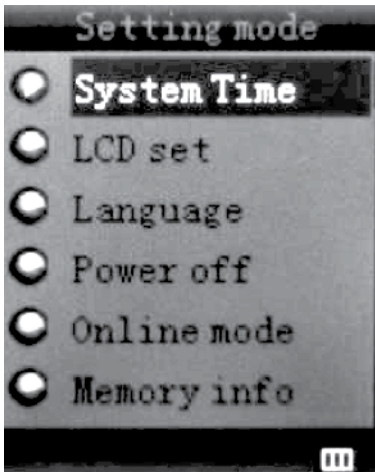 Setting mode
System Time
LCD set
Language
Power off
Online mode
Memory info